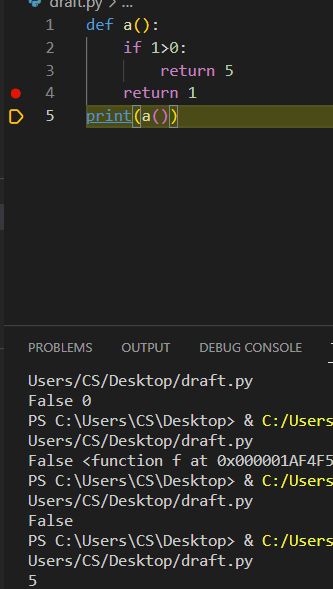 draft.py > ...
1 def a():
2 if 1>0:
3 return 5
4 return 1
5 print(a())
PROBLEMS OUTPUT DEBUG CONSOLE
Users/CS/Desktop/draft.py
False 0
PS C:\Users\CS\Desktop> & C:/Users
Users/CS/Desktop/draft.py
False <function f at 0x000001AF4F5
PS C:\Users\CS\Desktop> & C:/Users
Users/CS/Desktop/draft.py
False
PS C:\Users\CS\Desktop> & C:/Users
Users/CS/Desktop/draft.py
5